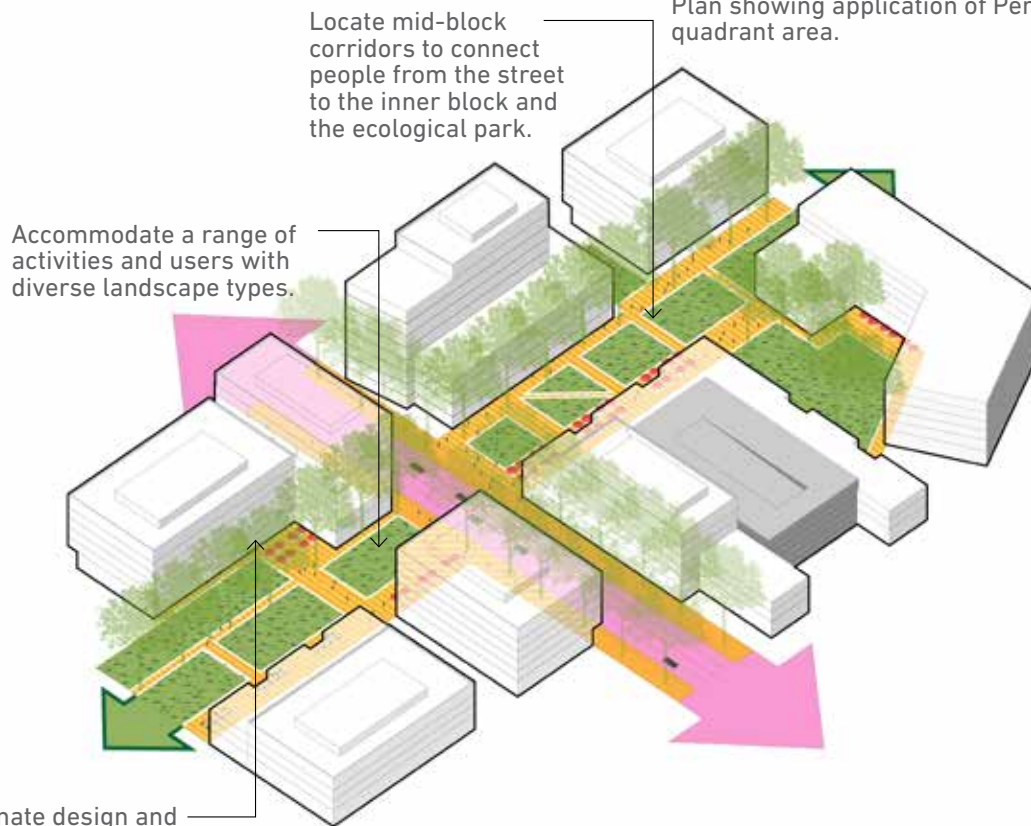 Plan showing application of Per
quadrant area.
Locate mid-block
corridors to connect
people from the street
to the inner block and
the ecological park.
Accommodate a range of
activities and users with
diverse landscape types.
nate design and